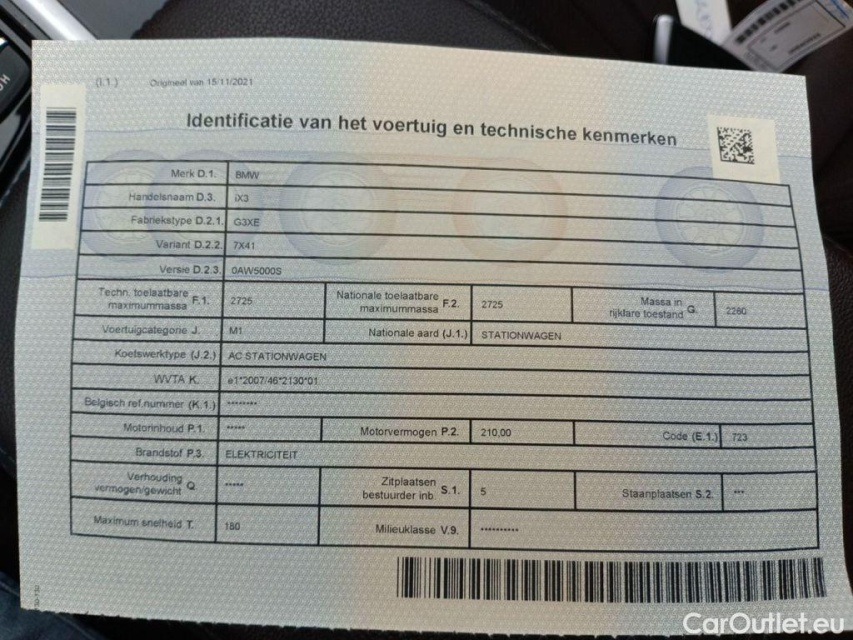 (I.1.) Origineel van 15/11/2021
Identificatie van het voertuig en technische kenmerken
Merk D.1. BMW
Handelsnaam D.3. iX3
Fabriekstype D.2.1. G3XE
Variant D.2.2. 7X41
Versie D.2.3. 0AW5000S
Techn. toelaatbare maximummassa F.1. 2725 Nationale toelaatbare maximummassa F.2. 2725 Massa in rijklare toestand G. 2260
Voertuigcategorie J. M1 Nationale aard (J.1.) STATIONWAGEN
Koetswerktype (J.2.) AC STATIONWAGEN
WVTA K. e1*2007/46*2130*01
Belgisch ref.nummer (K.1.) ********
Motorinhoud P.1. ***** Motorvermogen P.2. 210,00 Code (E.1.) 723
Brandstof P.3. ELEKTRICITEIT
Verhouding vermogen/gewicht Q. ***** Zitplaatsen bestuurder inb. S.1. 5 Staanplaatsen S.2. ***
Maximum snelheid T. 180 Milieuklasse V.9. **********
CarOutlet.eu